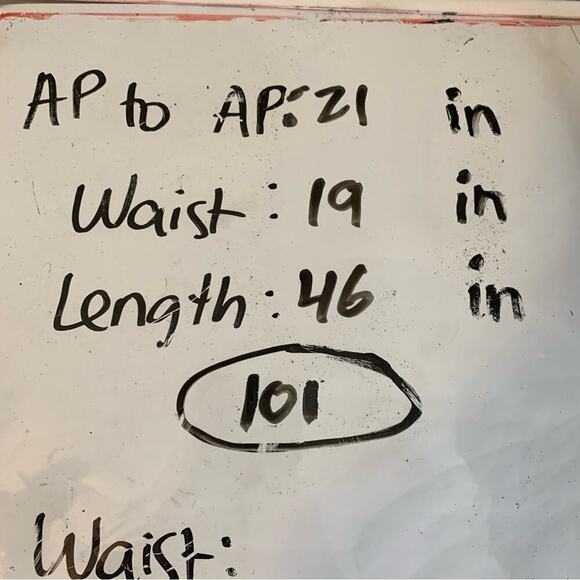 AP to AP: 21 in
Waist: 19 in
Length: 46 in
101
Waist: